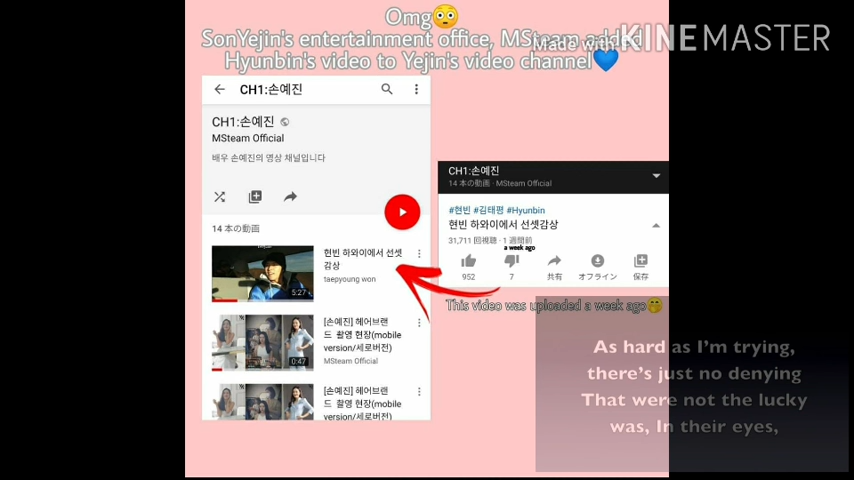 Omg😳
SonYejin's entertainment office, MSteam added
Hyunbin's video to Yejin's video channel💙
Made with
KINEMASTER
CH1:손예진
CH1:손예진
MSteam Official
배우 손예진의 영상 채널입니다
14 本の動画
현빈 하와이에서 선셋
감상
taepyoung won
5:27
[손예진] 헤어브랜
드 촬영 현장(mobile
version/세로버전)
MSteam Official
0:47
[손예진] 헤어브랜
드 촬영 현장(mobile
version/세로버전)
CH1:손예진
14 本の動画 · MSteam Official
#현빈 #김태평 #Hyunbin
현빈 하와이에서 선셋감상
31,711 回視聴 · 1 週間前
a week ago
952 7 共有 オフライン 保存
This video was uploaded a week ago🤭
As hard as I'm trying,
there's just no denying
That were not the lucky
was, In their eyes,